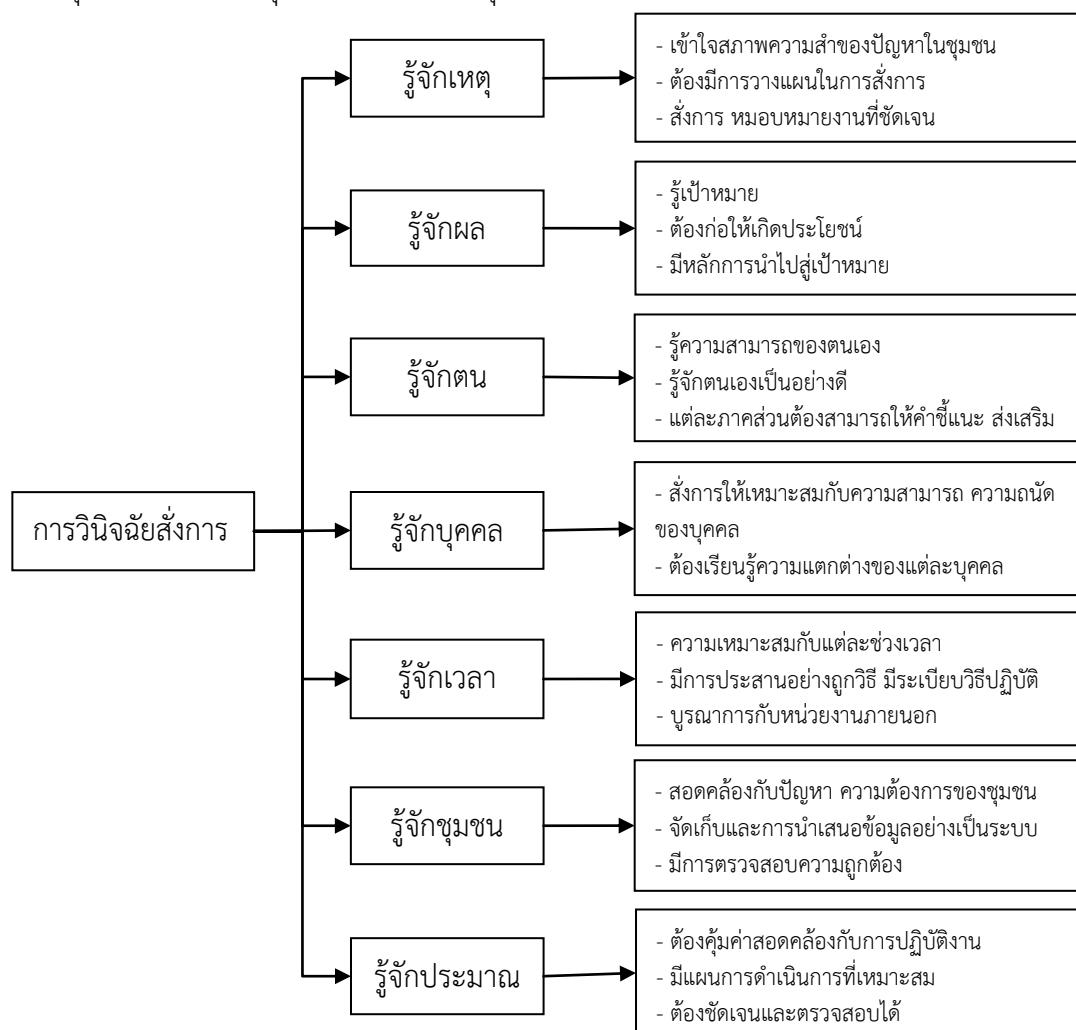 รู้จักเหตุ
- เข้าใจสภาพความสำของปัญหาในชุมชน
- ต้องมีการวางแผนในการสั่งการ
- สั่งการ หมอบหมายงานที่ชัดเจน
รู้จักผล
- รู้เป้าหมาย
- ต้องก่อให้เกิดประโยชน์
- มีหลักการนำไปสู่เป้าหมาย
รู้จักตน
- รู้ความสามารถของตนเอง
- รู้จักตนเองเป็นอย่างดี
- แต่ละภาคส่วนต้องสามารถให้คำชี้แนะ ส่งเสริม
การวินิจฉัยสั่งการ
รู้จักบุคคล
- สั่งการให้เหมาะสมกับความสามารถ ความถนัด
ของบุคคล
- ต้องเรียนรู้ความแตกต่างของแต่ละบุคคล
รู้จักเวลา
- ความเหมาะสมกับแต่ละช่วงเวลา
- มีการประสานอย่างถูกวิธี มีระเบียบวิธีปฏิบัติ
- บูรณาการกับหน่วยงานภายนอก
รู้จักชุมชน
- สอดคล้องกับปัญหา ความต้องการของชุมชน
- จัดเก็บและการนำเสนอข้อมูลอย่างเป็นระบบ
- มีการตรวจสอบความถูกต้อง
รู้จักประมาณ
- ต้องคุ้มค่าสอดคล้องกับการปฏิบัติงาน
- มีแผนการดำเนินการที่เหมาะสม
- ต้องชัดเจนและตรวจสอบได้